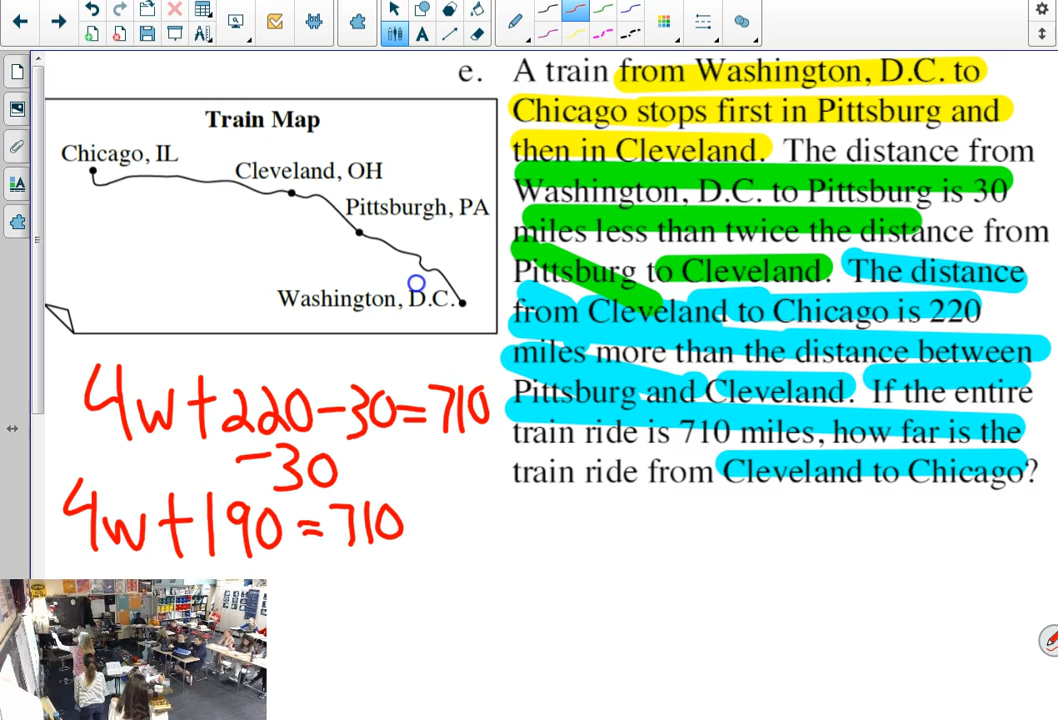 e. A train from Washington, D.C. to
Chicago stops first in Pittsburg and
then in Cleveland. The distance from
Washington, D.C. to Pittsburg is 30
miles less than twice the distance from
Pittsburg to Cleveland. The distance
from Cleveland to Chicago is 220
miles more than the distance between
Pittsburg and Cleveland. If the entire
train ride is 710 miles, how far is the
train ride from Cleveland to Chicago?
Train Map
Chicago, IL
Cleveland, OH
Pittsburgh, PA
Washington, D.C.
4w+220-30=710
-30
4w+190=710